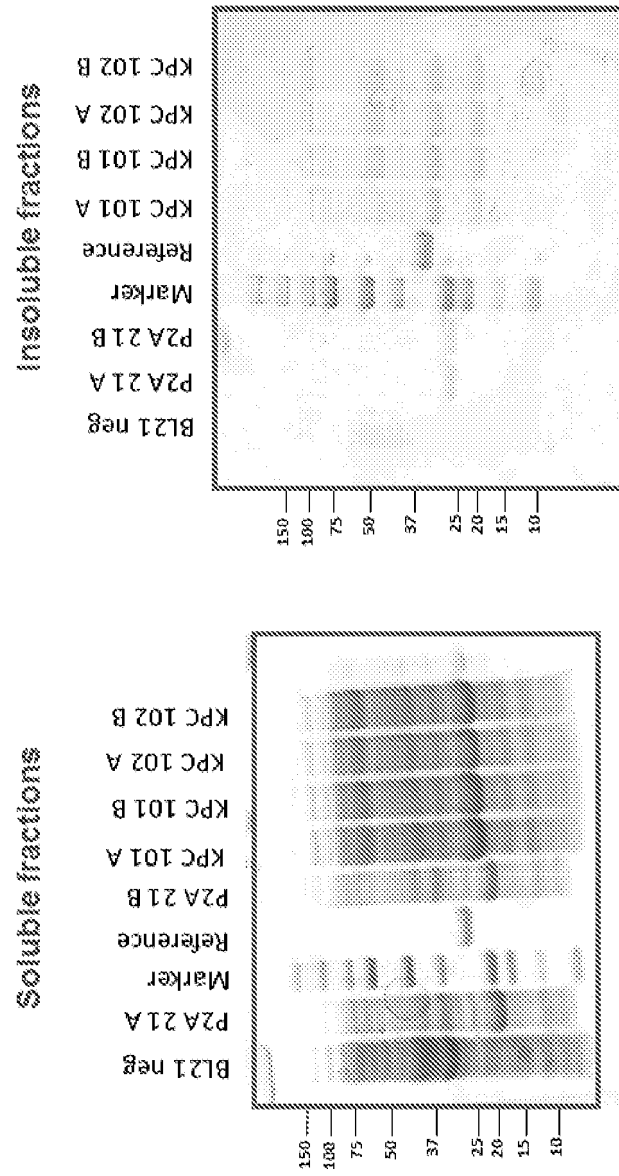 Soluble fractions
BL21 neg
P2A 21 A
Marker
Reference
P2A 21 B
KPC 101 A
KPC 101 B
KPC 102 A
KPC 102 B
150
100
75
50
37
25
20
15
10
Insoluble fractions
BL21 neg
P2A 21 A
P2A 21 B
Marker
Reference
KPC 101 A
KPC 101 B
KPC 102 A
KPC 102 B
150
100
75
50
37
25
20
15
10